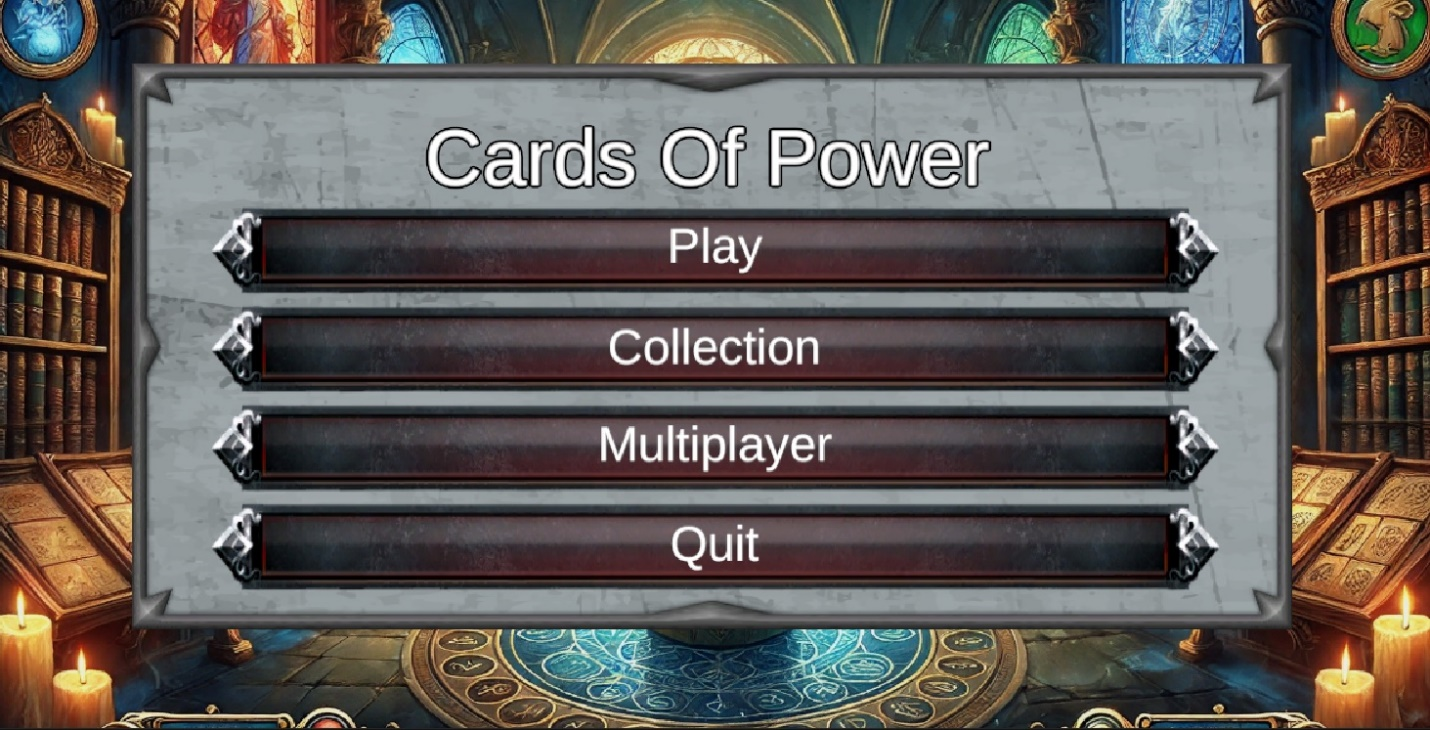 Cards Of Power
Play
Collection
Multiplayer
Quit